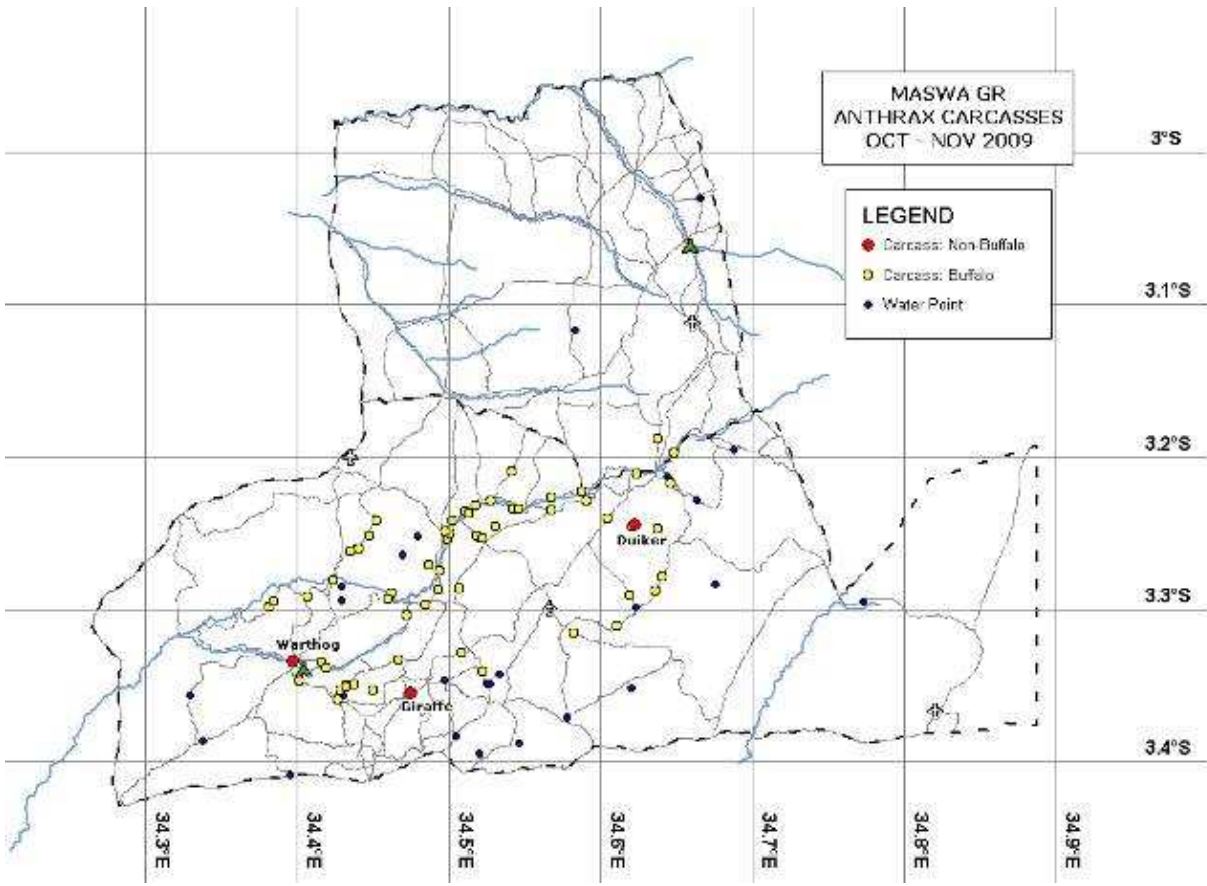 MASWA GR
ANTHRAX CARCASSES
OCT - NOV 2009
3°S
LEGEND
Carcass: Non-Buffalo
Carcass: Buffalo
Water Point
3.1°S
3.2°S
Duiker
3.3°S
Warthog
Giraffe
3.4°S
34.3°E
34.4°E
34.5°E
34.6°E
34.7°E
34.8°E
34.9°E